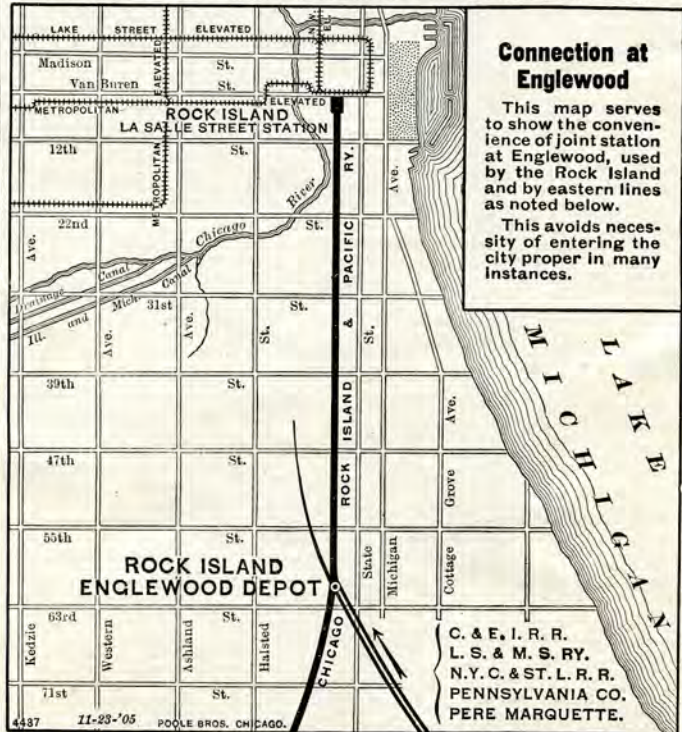 LAKE STREET ELEVATED
N. W. EL.
Madison St.
Van Buren St.
ELEVATED
METROPOLITAN
ELEVATED
ROCK ISLAND
LA SALLE STREET STATION
12th St.
METROPOLITAN
22nd St.
Chicago River
Drainage Canal
Ill. and Mich. Canal
31st St.
Ave.
Ave.
Ave.
St.
St.
Ave.
39th St.
47th St.
55th St.
ROCK ISLAND
ENGLEWOOD DEPOT
63rd St.
71st St.
Kedzie
Western
Ashland
Halsted
CHICAGO ROCK ISLAND & PACIFIC RY.
State
Michigan
Cottage Grove Ave.
LAKE
MICHIGAN
Connection at
Englewood
This map serves
to show the conven-
ience of joint station
at Englewood, used
by the Rock Island
and by eastern lines
as noted below.
This avoids neces-
sity of entering the
city proper in many
instances.
C. & E. I. R. R.
L. S. & M. S. RY.
N.Y. C. & ST. L. R. R.
PENNSYLVANIA CO.
PERE MARQUETTE.
4487 11-23-'05 POOLE BROS. CHICAGO.